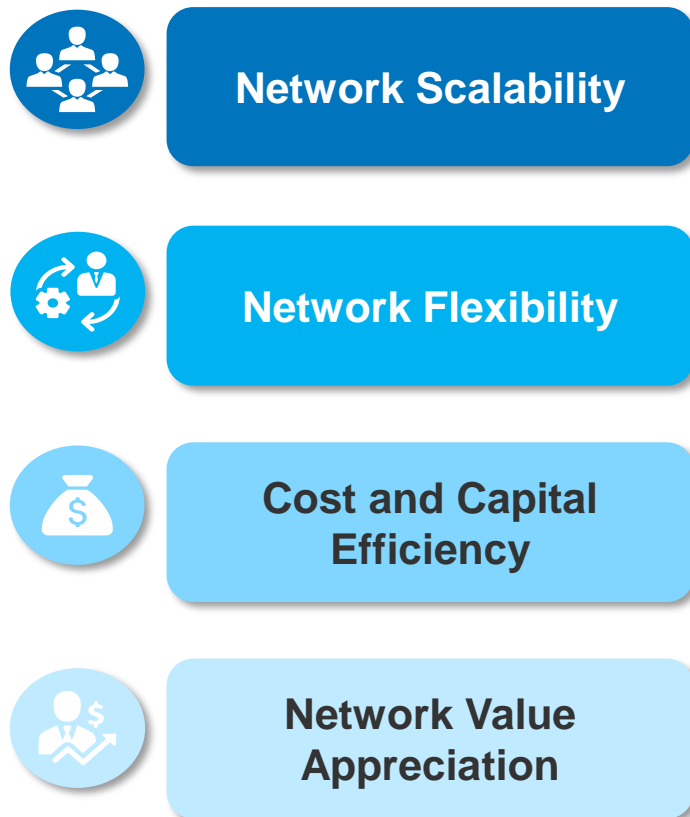 Network Scalability
Network Flexibility
$
Cost and Capital
Efficiency
$
Network Value
Appreciation